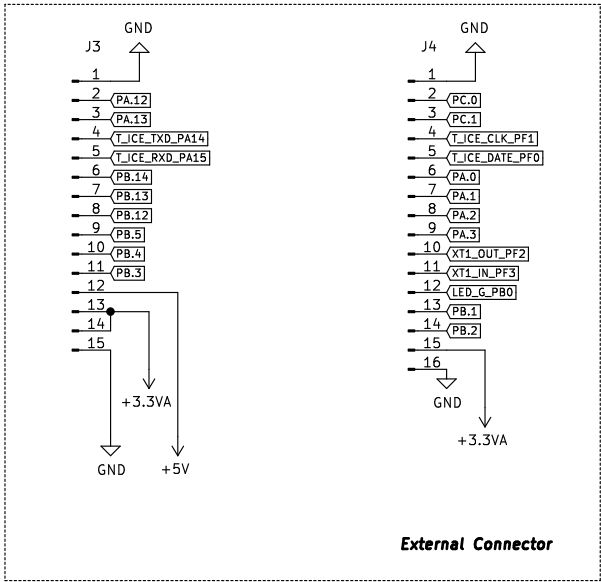 GND
J3
1
2 PA.12
3 PA.13
4 T_ICE_TXD_PA14
5 T_ICE_RXD_PA15
6 PB.14
7 PB.13
8 PB.12
9 PB.5
10 PB.4
11 PB.3
12
13
14
15
+3.3VA
GND
+5V
GND
J4
1
2 PC.0
3 PC.1
4 T_ICE_CLK_PF1
5 T_ICE_DATE_PF0
6 PA.0
7 PA.1
8 PA.2
9 PA.3
10 XT1_OUT_PF2
11 XT1_IN_PF3
12 LED_G_PB0
13 PB.1
14 PB.2
15
16
GND
+3.3VA
External Connector